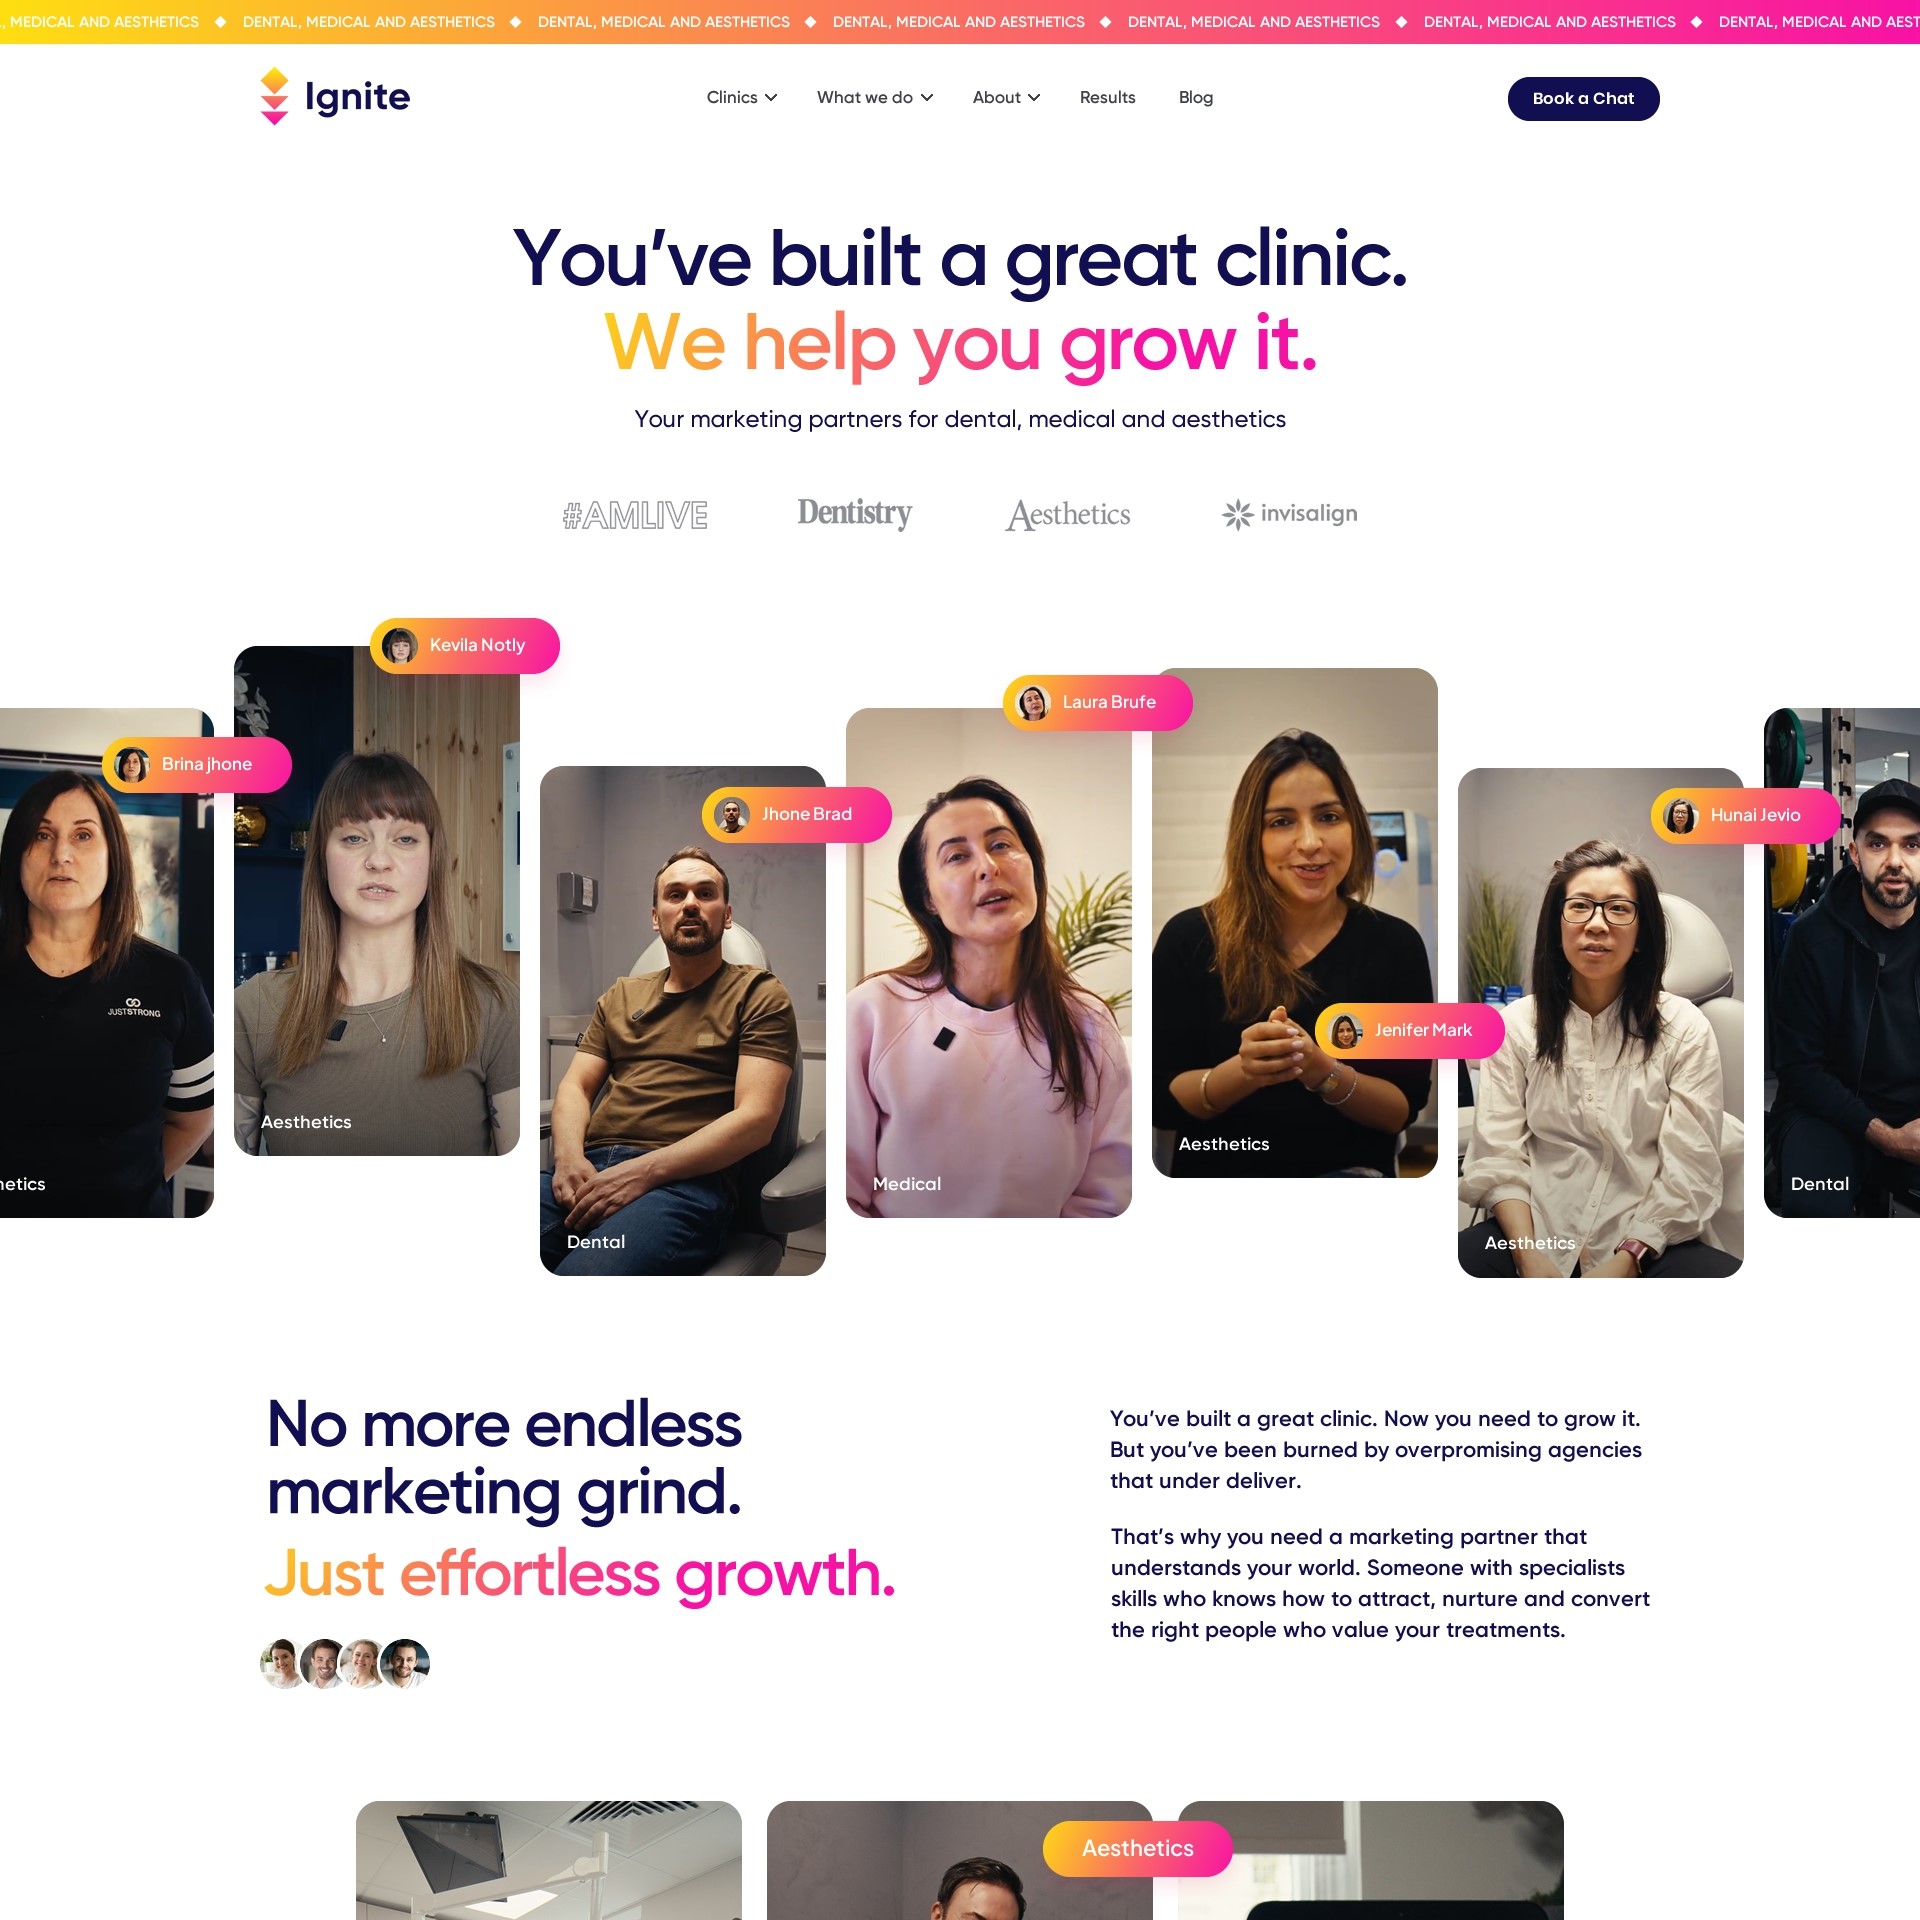 MEDICAL AND AESTHETICS ◆ DENTAL, MEDICAL AND AESTHETICS ◆ DENTAL, MEDICAL AND AESTHETICS ◆ DENTAL, MEDICAL AND AESTHETICS ◆ DENTAL, MEDICAL AND AESTHETICS ◆ DENTAL, MEDICAL AND AESTHETICS ◆ DENTAL, MEDICAL AND AEST
Ignite
Clinics
What we do
About
Results
Blog
Book a Chat
You’ve built a great clinic.
We help you grow it.
Your marketing partners for dental, medical and aesthetics
#AMLIVE
Dentistry
Aesthetics
invisalign
Kevila Notly
Laura Brufe
Brina jhone
Jhone Brad
Hunai Jevio
JUSTSTRONG
Jenifer Mark
Aesthetics
Aesthetics
hetics
Medical
Dental
Dental
Aesthetics
No more endless
marketing grind.
Just effortless growth.
You’ve built a great clinic. Now you need to grow it.
But you’ve been burned by overpromising agencies
that under deliver.
That’s why you need a marketing partner that
understands your world. Someone with specialists
skills who knows how to attract, nurture and convert
the right people who value your treatments.
Aesthetics